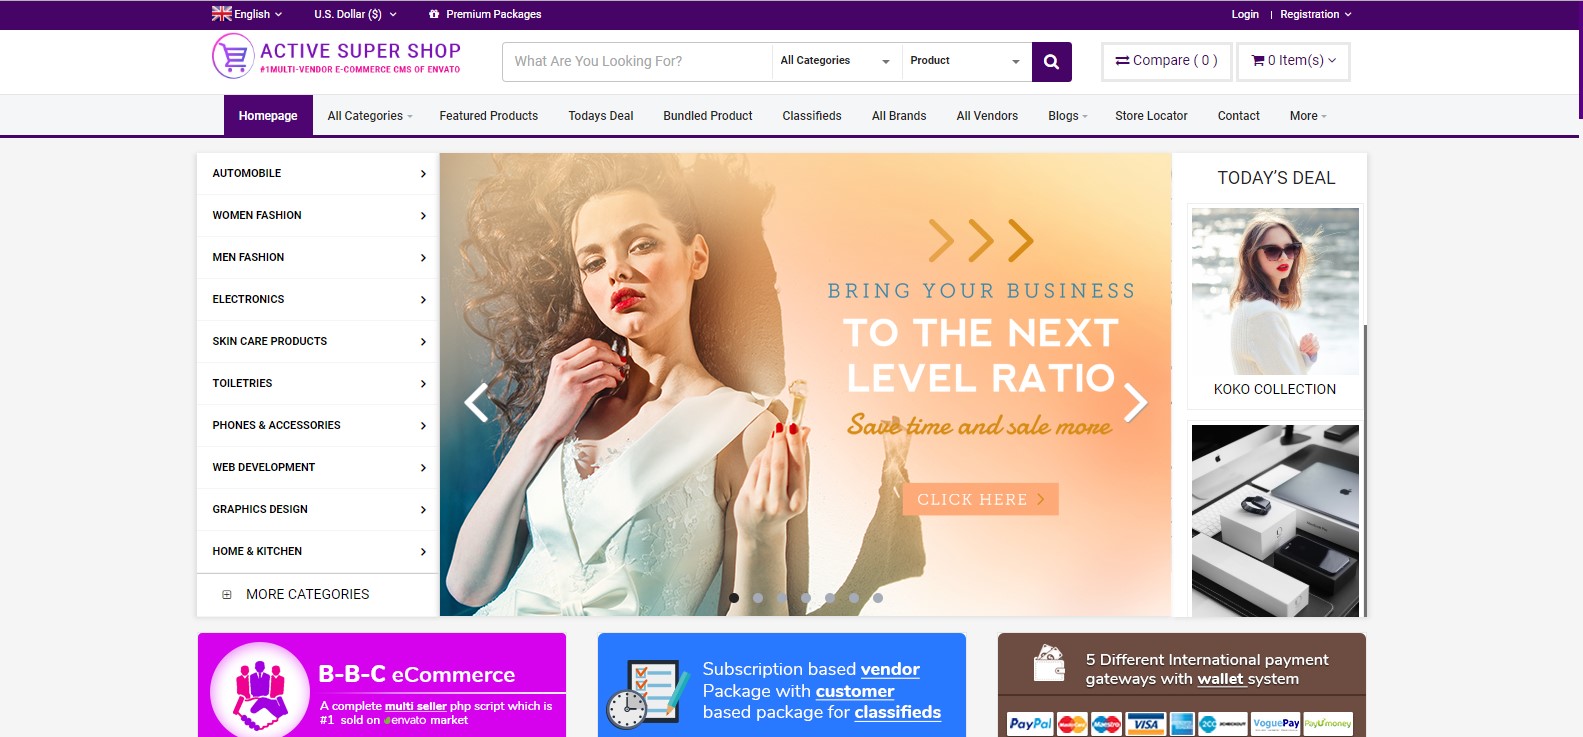 English
U.S. Dollar ($)
Premium Packages
Login | Registration
ACTIVE SUPER SHOP
#1MULTI-VENDOR E-COMMERCE CMS OF ENVATO
What Are You Looking For?
All Categories
Product
Compare ( 0 )
0 Item(s)
Homepage
All Categories
Featured Products
Todays Deal
Bundled Product
Classifieds
All Brands
All Vendors
Blogs
Store Locator
Contact
More
AUTOMOBILE
WOMEN FASHION
MEN FASHION
ELECTRONICS
SKIN CARE PRODUCTS
TOILETRIES
PHONES & ACCESSORIES
WEB DEVELOPMENT
GRAPHICS DESIGN
HOME & KITCHEN
MORE CATEGORIES
BRING YOUR BUSINESS
TO THE NEXT
LEVEL RATIO
Save time and sale more
CLICK HERE
TODAY'S DEAL
KOKO COLLECTION
B-B-C eCommerce
A complete multi seller php script which is
#1 sold on envato market
Subscription based vendor
Package with customer
based package for classifieds
5 Different International payment
gateways with wallet system
PayPal
MasterCard
Maestro
VISA
2CO 2CHECKOUT
VoguePay
PayUmoney